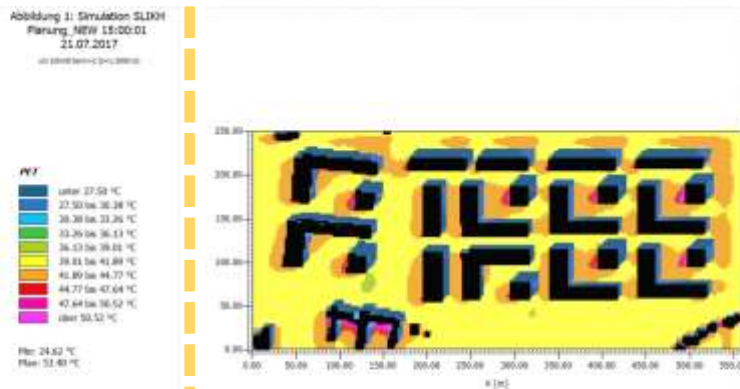 Abbildung 1: Simulation SLIKH
Planung_NEW 15:00:01
21.07.2017
PET
unter 27.50 °C
27.50 bis 30.38 °C
30.38 bis 33.26 °C
33.26 bis 36.13 °C
36.13 bis 39.01 °C
39.01 bis 41.89 °C
41.89 bis 44.77 °C
44.77 bis 47.64 °C
47.64 bis 50.52 °C
über 50.52 °C
Min: 24.62 °C
Max: 53.40 °C
250.00
200.00
150.00
100.00
50.00
0.00
0.00 50.00 100.00 150.00 200.00 250.00 300.00 350.00 400.00 450.00 500.00
X (m)